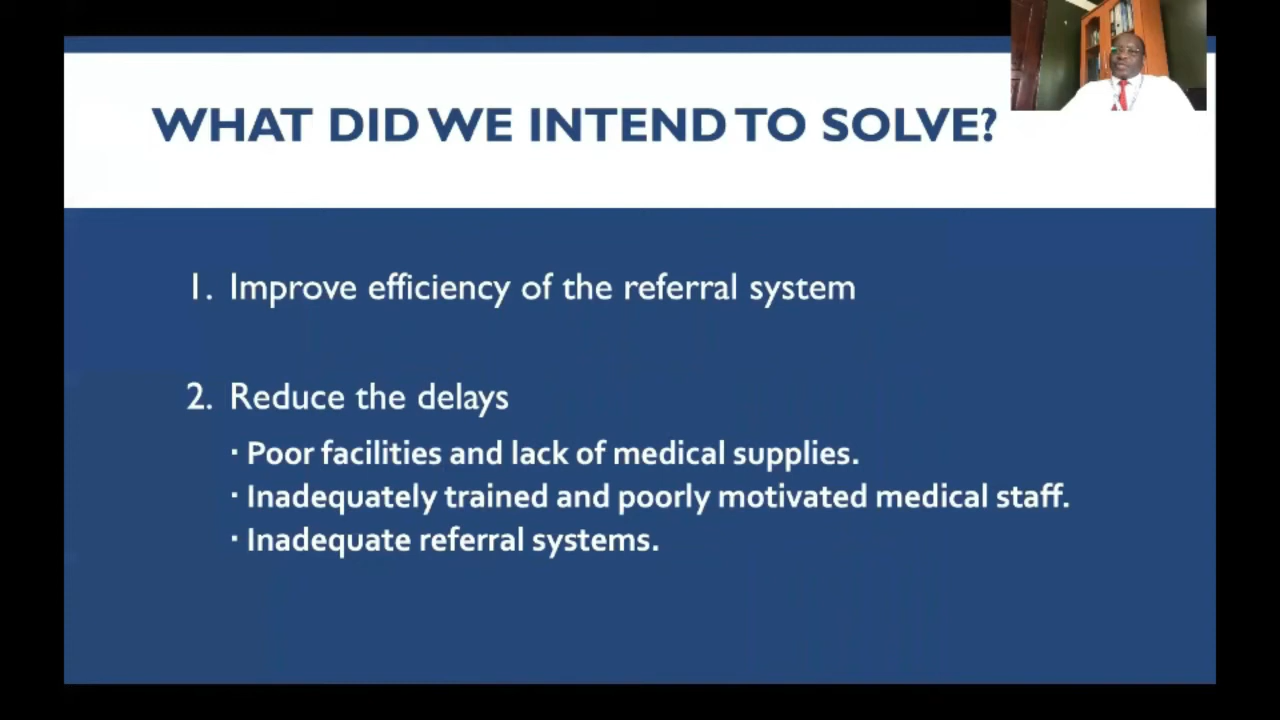 WHAT DID WE INTEND TO SOLVE?
1. Improve efficiency of the referral system
2. Reduce the delays
· Poor facilities and lack of medical supplies.
· Inadequately trained and poorly motivated medical staff.
· Inadequate referral systems.